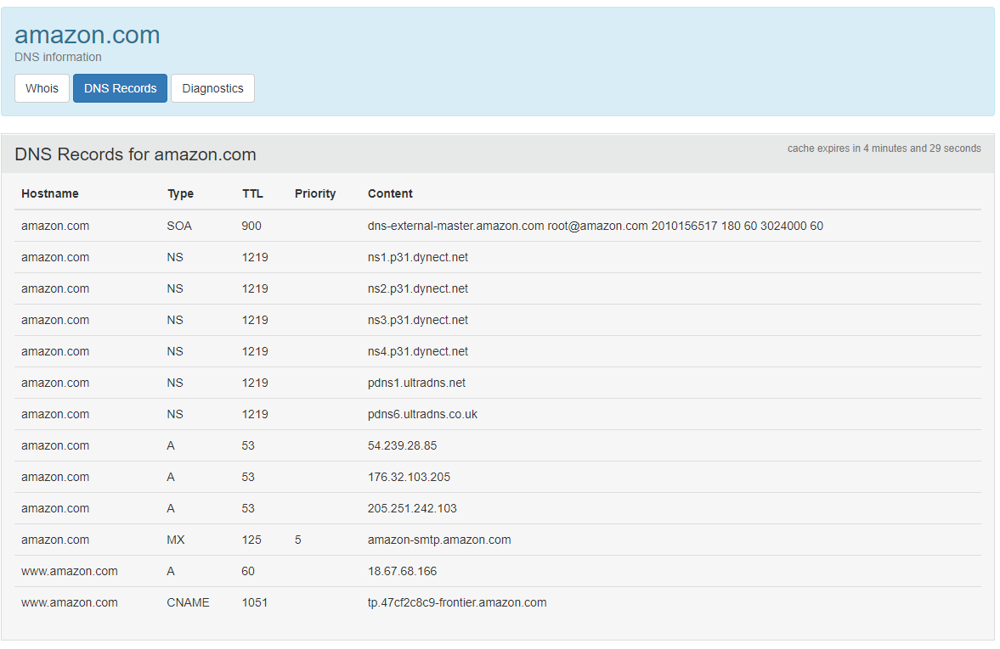 amazon.com
DNS information
Whois DNS Records Diagnostics
DNS Records for amazon.com cache expires in 4 minutes and 29 seconds
Hostname Type TTL Priority Content
amazon.com SOA 900 dns-external-master.amazon.com root@amazon.com 2010156517 180 60 3024000 60
amazon.com NS 1219 ns1.p31.dynect.net
amazon.com NS 1219 ns2.p31.dynect.net
amazon.com NS 1219 ns3.p31.dynect.net
amazon.com NS 1219 ns4.p31.dynect.net
amazon.com NS 1219 pdns1.ultradns.net
amazon.com NS 1219 pdns6.ultradns.co.uk
amazon.com A 53 54.239.28.85
amazon.com A 53 176.32.103.205
amazon.com A 53 205.251.242.103
amazon.com MX 125 5 amazon-smtp.amazon.com
www.amazon.com A 60 18.67.68.166
www.amazon.com CNAME 1051 tp.47cf2c8c9-frontier.amazon.com